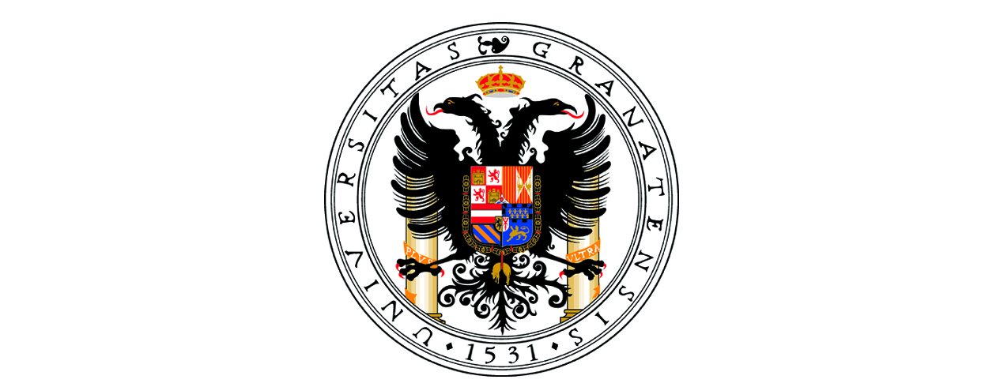 UNIVERSITAS GRANATENSIS
1531
PLVS
VLTRA